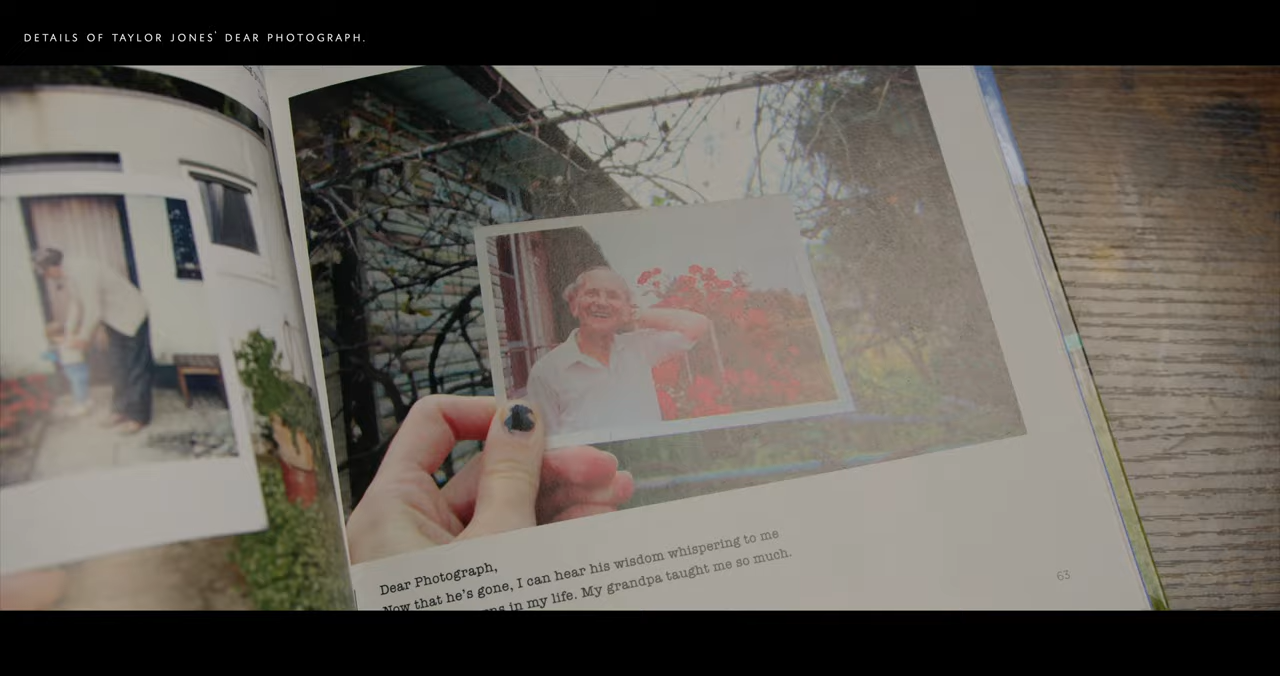 DETAILS OF TAYLOR JONES' DEAR PHOTOGRAPH.
Dear Photograph,
Now that he's gone, I can hear his wisdom whispering to me
in my life. My grandpa taught me so much.
63